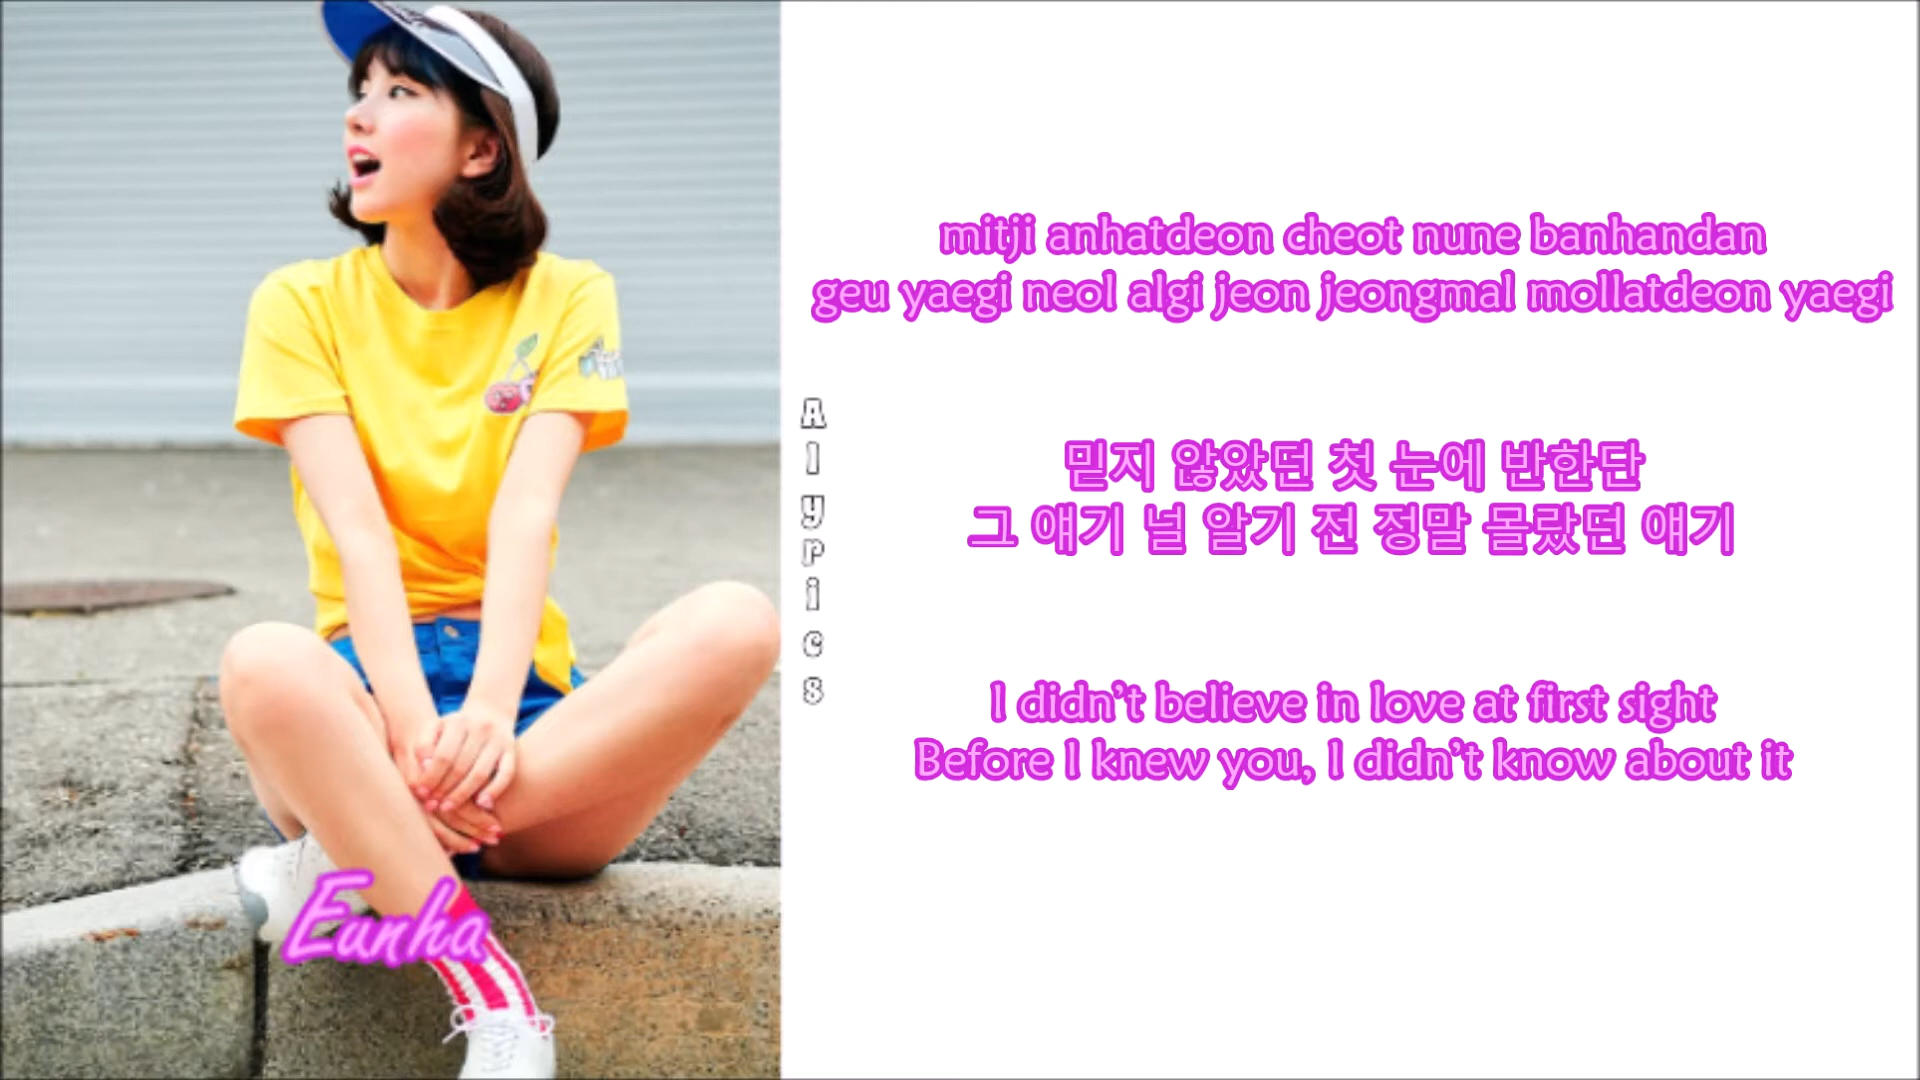 mitji anhatdeon cheot nune banhandan
geu yaegi neol algi jeon jeongmal mollatdeon yaegi
믿지 않았던 첫 눈에 반한단
그 얘기 널 알기 전 정말 몰랐던 얘기
I didn't believe in love at first sight
Before I knew you, I didn't know about it
Alyrics
Eunha